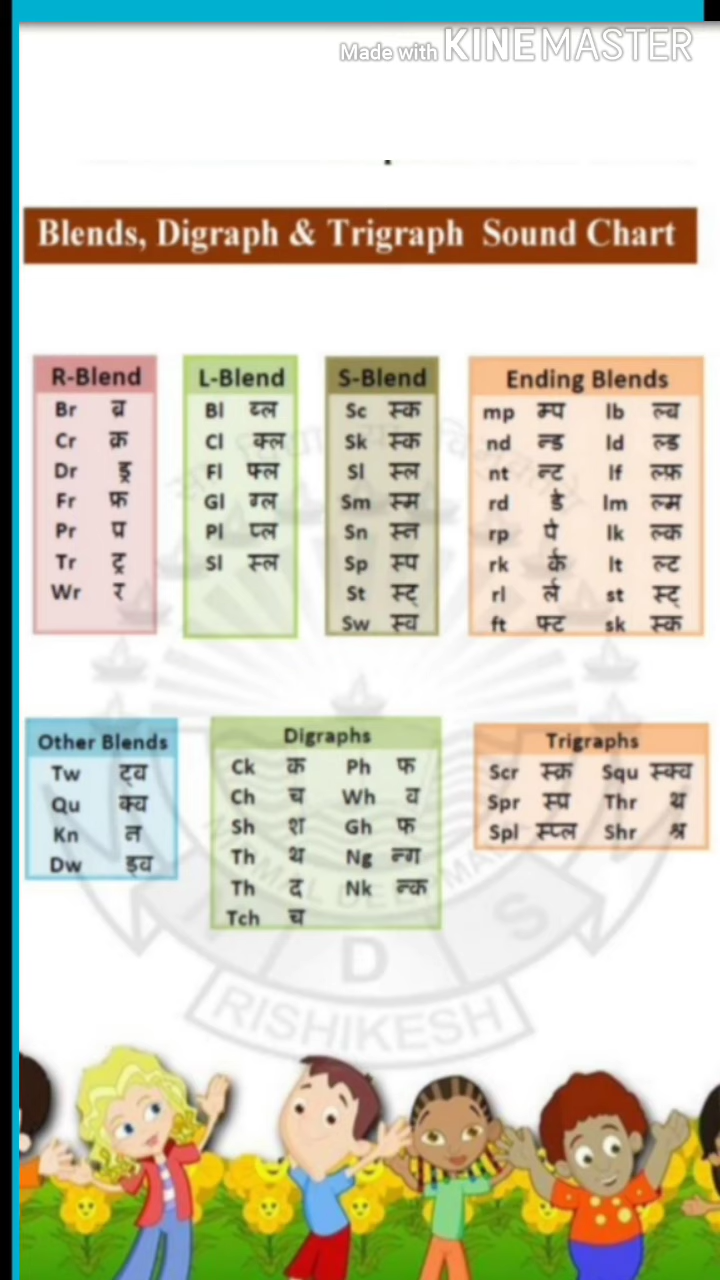 Made with KINEMASTER
Blends, Digraph & Trigraph Sound Chart
R-Blend
Br ब्र
Cr क्र
Dr ड्र
Fr फ्र
Pr प्र
Tr ट्र
Wr र
L-Blend
Bl ब्ल
Cl क्ल
Fl फ्ल
Gl ग्ल
Pl प्ल
Sl स्ल
S-Blend
Sc स्क
Sk स्क
Sl स्ल
Sm स्म
Sn स्न
Sp स्प
St स्ट्
Sw स्व
Ending Blends
mp म्प lb ल्ब
nd न्ड ld ल्ड
nt न्ट lf ल्फ़
rd र्ड lm ल्म
rp र्प lk ल्क
rk र्क lt ल्ट
rl र्ल st स्ट्
ft फ्ट sk स्क
Other Blends
Tw ट्व
Qu क्व
Kn न
Dw ड्व
Digraphs
Ck क Ph फ
Ch च Wh व
Sh श Gh फ
Th थ Ng न्ग
Th द Nk न्क
Tch च
Trigraphs
Scr स्क्र Squ स्क्व
Spr स्प्र Thr थ्र
Spl स्प्ल Shr श्र
D S
RISHIKESH